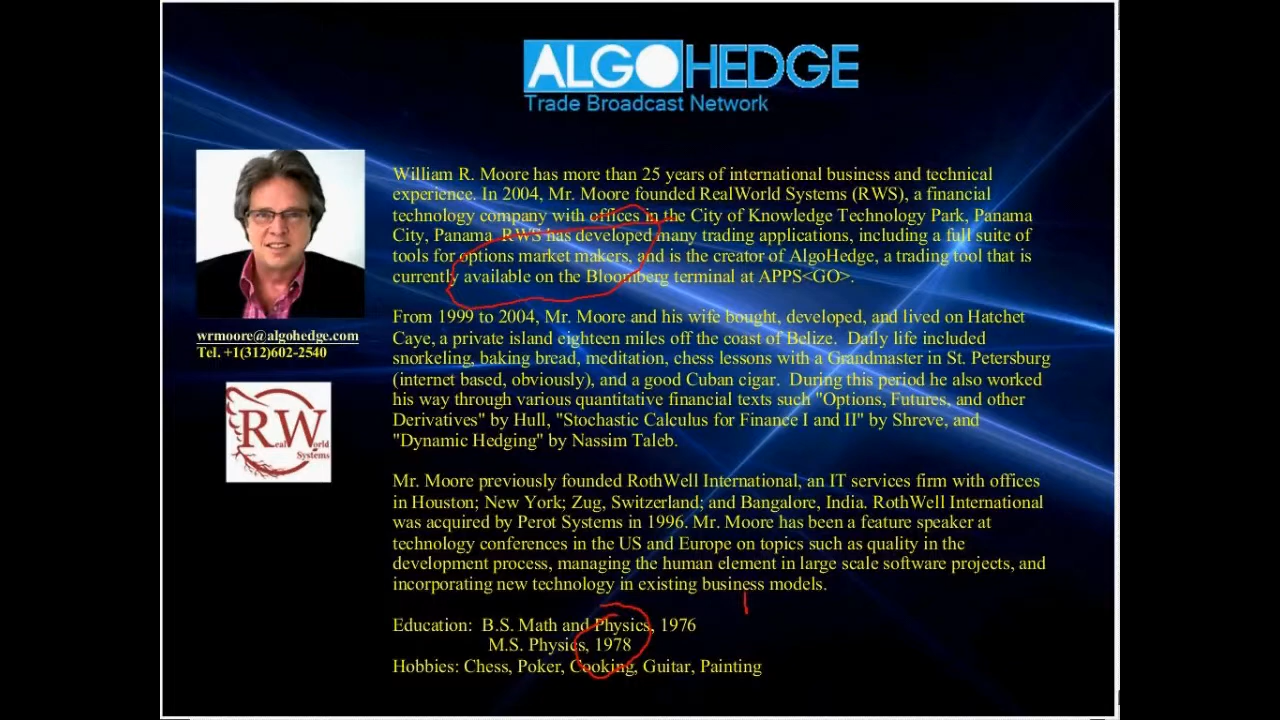 ALGOHEDGE
Trade Broadcast Network
William R. Moore has more than 25 years of international business and technical
experience. In 2004, Mr. Moore founded RealWorld Systems (RWS), a financial
technology company with offices in the City of Knowledge Technology Park, Panama
City, Panama. RWS has developed many trading applications, including a full suite of
tools for options market makers, and is the creator of AlgoHedge, a trading tool that is
currently available on the Bloomberg terminal at APPS<GO>.
wrmoore@algohedge.com
Tel. +1(312)602-2540
RealWorld
Systems
From 1999 to 2004, Mr. Moore and his wife bought, developed, and lived on Hatchet
Caye, a private island eighteen miles off the coast of Belize. Daily life included
snorkeling, baking bread, meditation, chess lessons with a Grandmaster in St. Petersburg
(internet based, obviously), and a good Cuban cigar. During this period he also worked
his way through various quantitative financial texts such "Options, Futures, and other
Derivatives" by Hull, "Stochastic Calculus for Finance I and II" by Shreve, and
"Dynamic Hedging" by Nassim Taleb.
Mr. Moore previously founded RothWell International, an IT services firm with offices
in Houston; New York; Zug, Switzerland; and Bangalore, India. RothWell International
was acquired by Perot Systems in 1996. Mr. Moore has been a feature speaker at
technology conferences in the US and Europe on topics such as quality in the
development process, managing the human element in large scale software projects, and
incorporating new technology in existing business models.
Education: B.S. Math and Physics, 1976
M.S. Physics, 1978
Hobbies: Chess, Poker, Cooking, Guitar, Painting